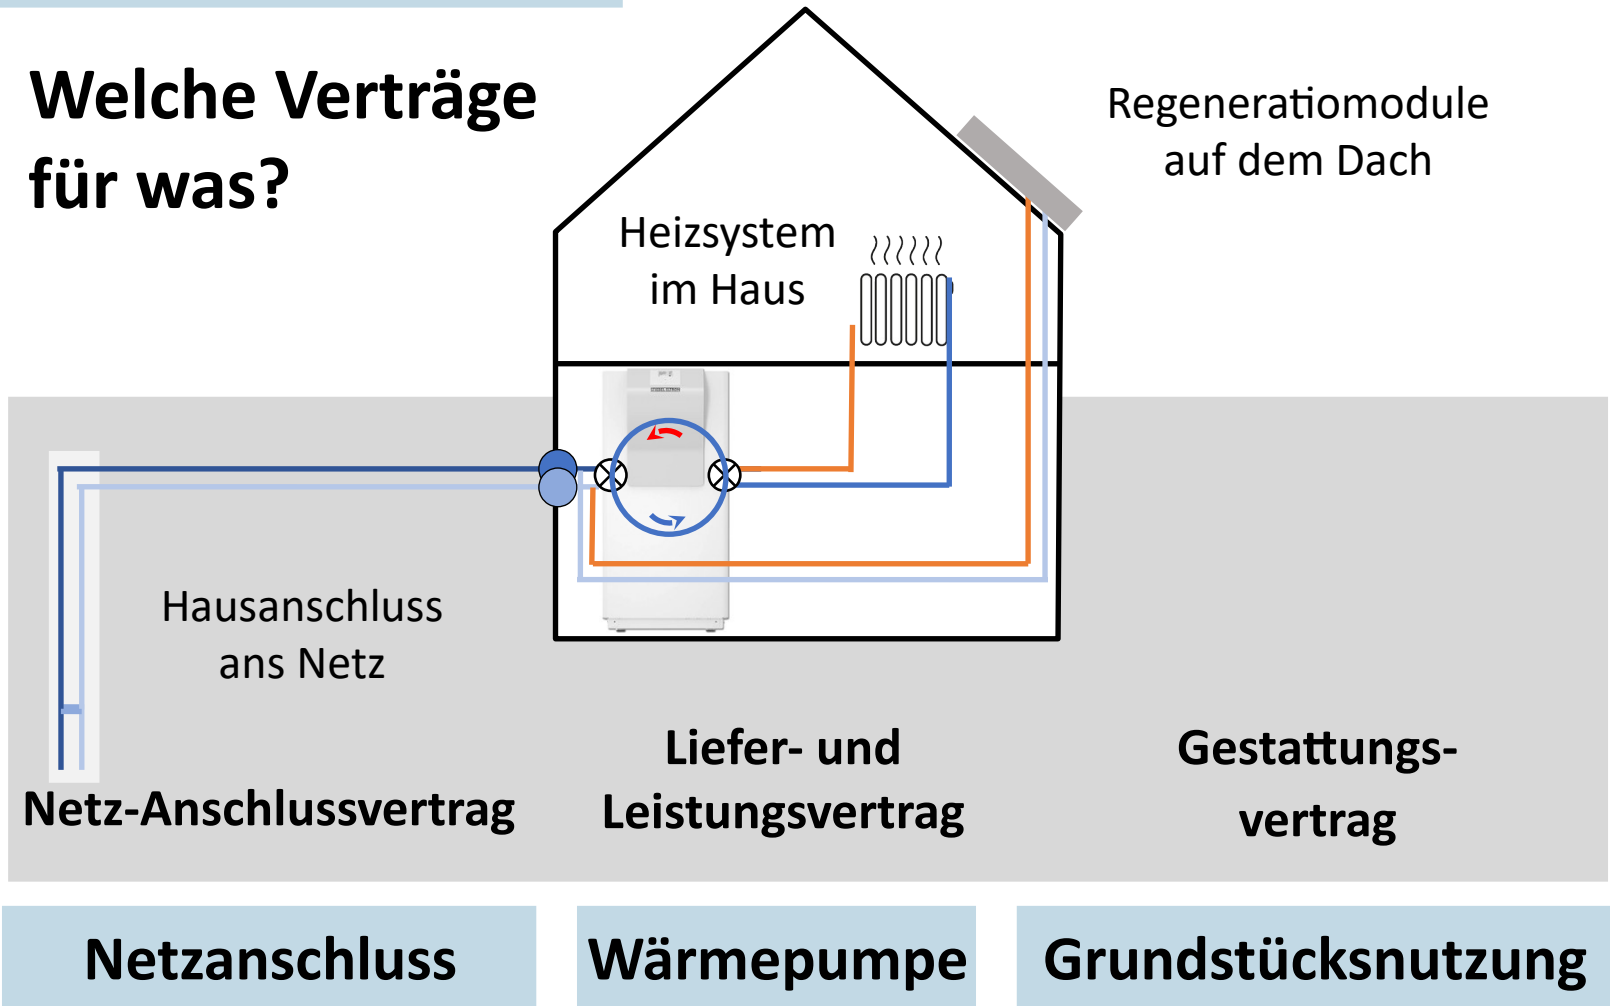 Welche Verträge
für was?
Regeneratiomodule
auf dem Dach
Heizsystem
im Haus
Hausanschluss
ans Netz
Netz-Anschlussvertrag
Liefer- und
Leistungsvertrag
Gestattungs-
vertrag
Netzanschluss
Wärmepumpe
Grundstücksnutzung